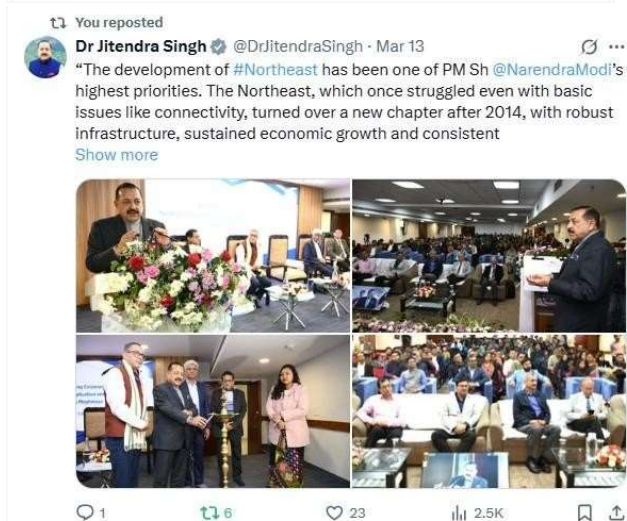 You reposted
Dr Jitendra Singh @DrJitendraSingh · Mar 13
“The development of #Northeast has been one of PM Sh @NarendraModi's
highest priorities. The Northeast, which once struggled even with basic
issues like connectivity, turned over a new chapter after 2014, with robust
infrastructure, sustained economic growth and consistent
Show more
1
6
23
2.5K